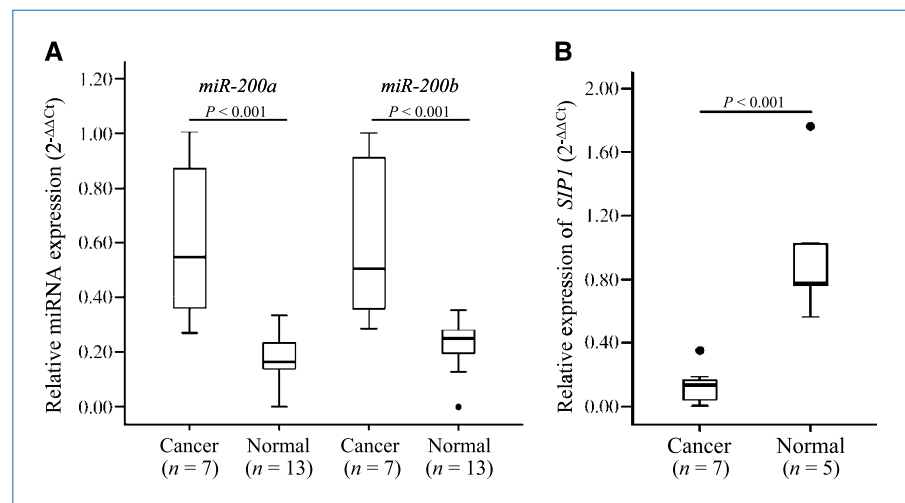 A
Relative miRNA expression (2-ΔΔCt)
1.20
1.00
0.80
0.60
0.40
0.20
0.00
miR-200a
P < 0.001
miR-200b
P < 0.001
Cancer
(n = 7)
Normal
(n = 13)
Cancer
(n = 7)
Normal
(n = 13)
B
Relative expression of SIP1 (2-ΔΔCt)
2.00
1.60
1.20
0.80
0.40
0.00
P < 0.001
Cancer
(n = 7)
Normal
(n = 5)